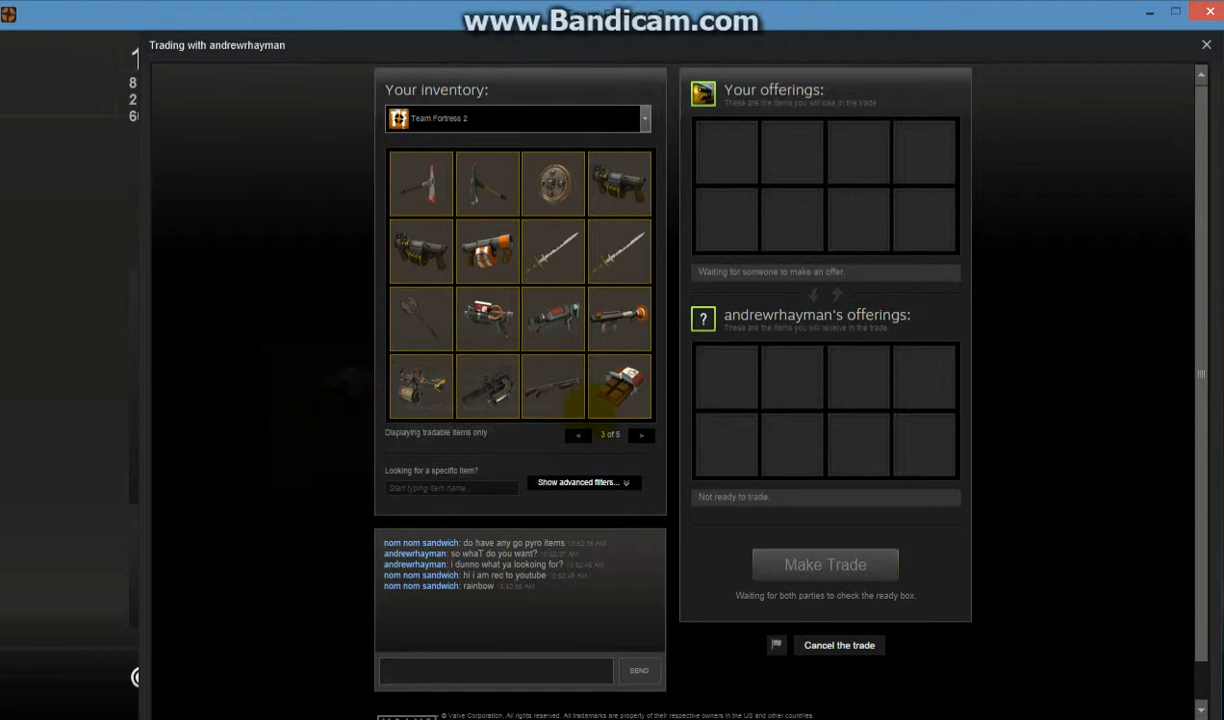 www.Bandicam.com
Trading with andrewrhayman
Your inventory:
Team Fortress 2
Displaying tradable items only
3 of 5
Looking for a specific item?
Start typing item name...
Show advanced filters...
nom nom sandwich: do have any go pyro items
andrewrhayman: so whaT do you want?
andrewrhayman: i dunno what ya lookoing for?
nom nom sandwich: hi i am rec to youtube
nom nom sandwich: rainbow
SEND
Your offerings:
These are the items you will lose in the trade
Waiting for someone to make an offer.
andrewrhayman's offerings:
These are the items you will receive in the trade
Not ready to trade.
Make Trade
Waiting for both parties to check the ready box.
Cancel the trade
© Valve Corporation. All rights reserved. All trademarks are property of their respective owners in the US and other countries.